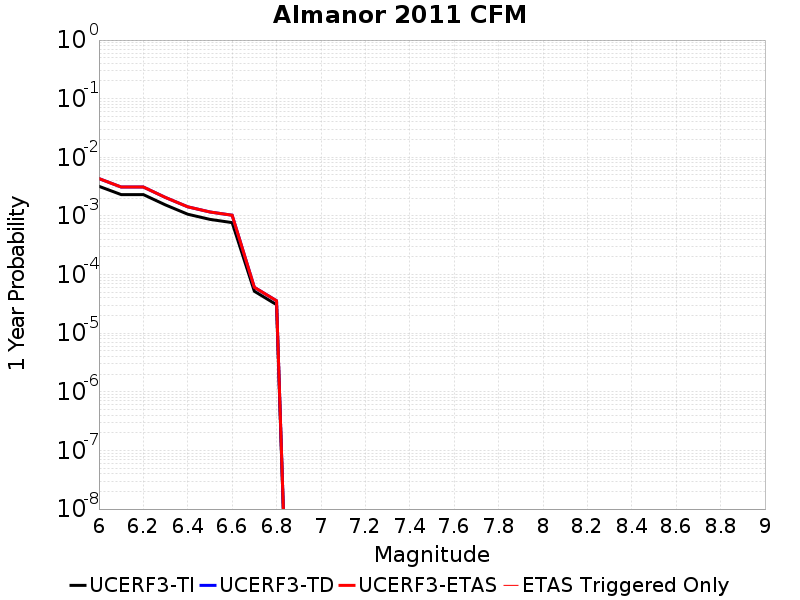 Almanor 2011 CFM
1 Year Probability
10^0
10^-1
10^-2
10^-3
10^-4
10^-5
10^-6
10^-7
10^-8
6 6.2 6.4 6.6 6.8 7 7.2 7.4 7.6 7.8 8 8.2 8.4 8.6 8.8 9
Magnitude
UCERF3-TI UCERF3-TD UCERF3-ETAS ETAS Triggered Only